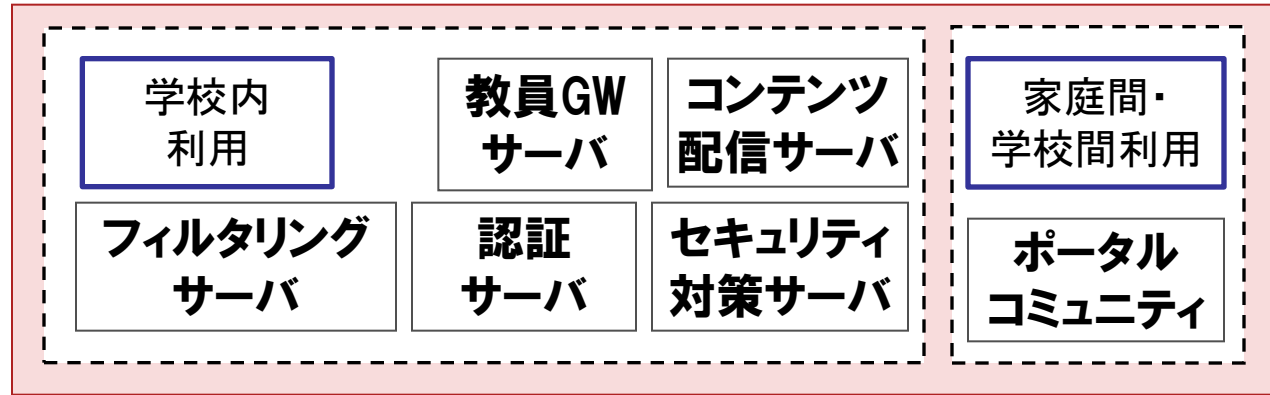 学校内
利用
教員GW
サーバ
コンテンツ
配信サーバ
フィルタリング
サーバ
認証
サーバ
セキュリティ
対策サーバ
家庭間・
学校間利用
ポータル
コミュニティ